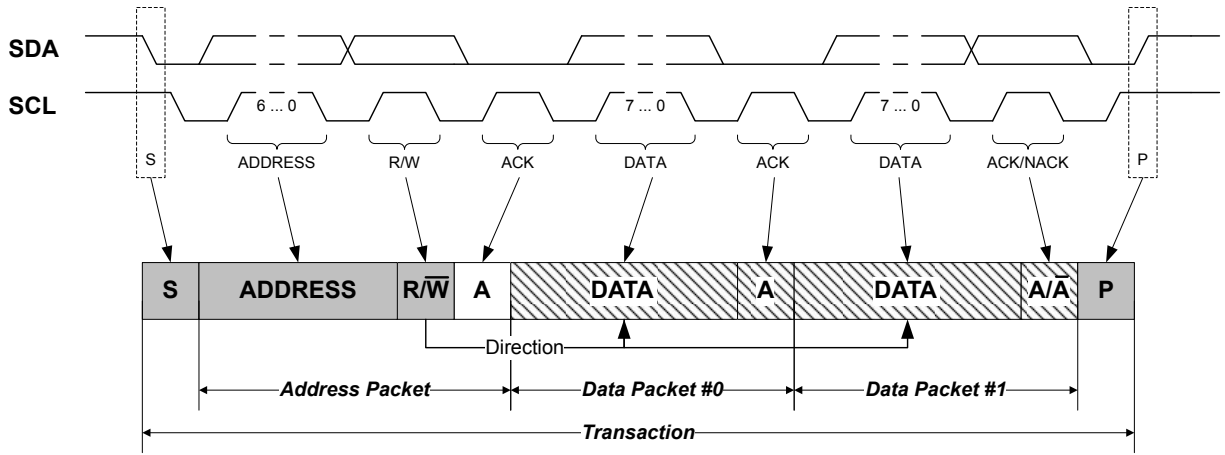 SDA
SCL
6 ... 0
7 ... 0
7 ... 0
S
ADDRESS
R/W
ACK
DATA
ACK
DATA
ACK/NACK
P
S
ADDRESS
R/W̅
A
DATA
A
DATA
A/A̅
P
Direction
Address Packet
Data Packet #0
Data Packet #1
Transaction